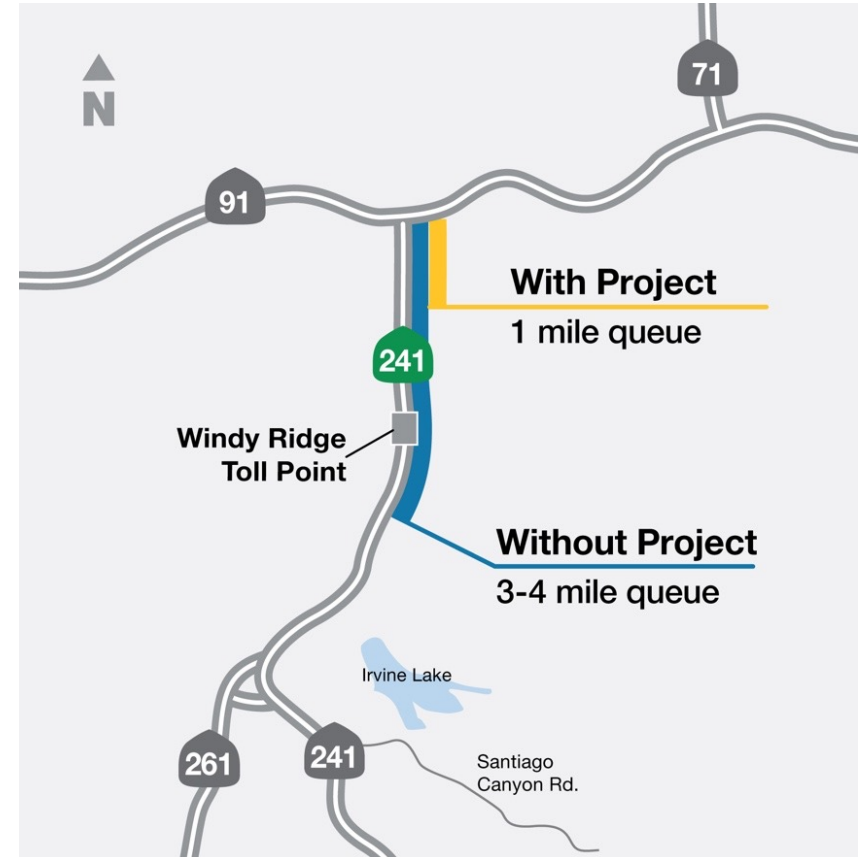 N
71
91
With Project
1 mile queue
241
Windy Ridge
Toll Point
Without Project
3-4 mile queue
Irvine Lake
261
241
Santiago
Canyon Rd.